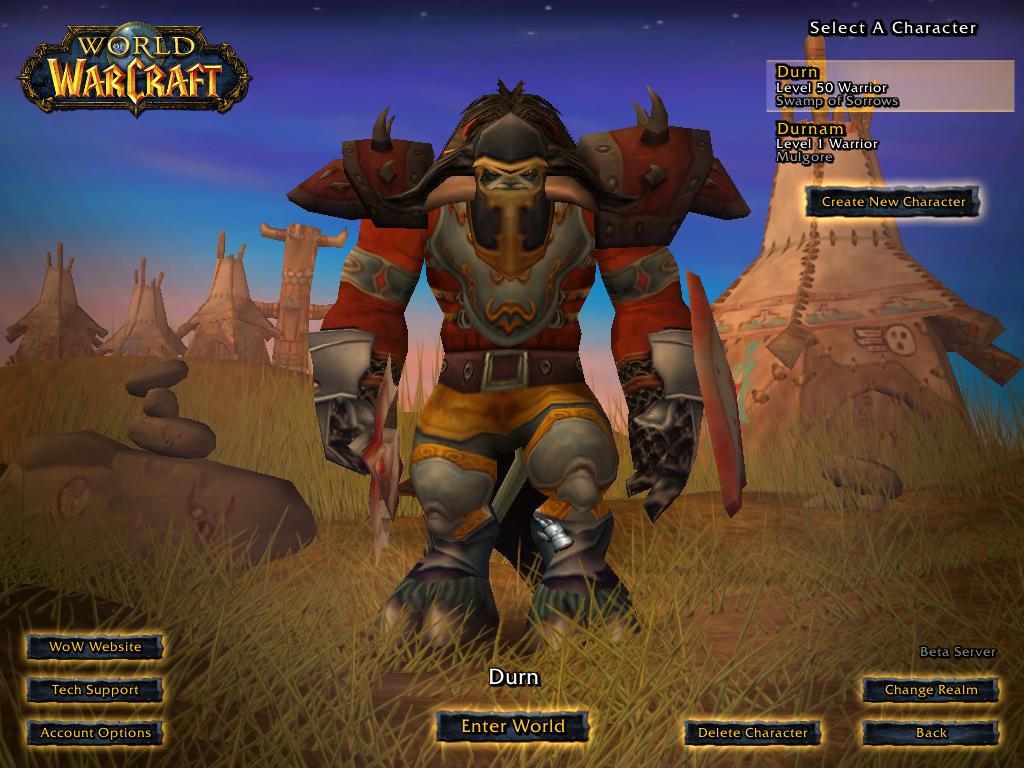 WORLD
OF
WARCRAFT
Select A Character
Durn
Level 50 Warrior
Swamp of Sorrows
Durnam
Level 1 Warrior
Mulgore
Create New Character
WoW Website
Tech Support
Account Options
Durn
Enter World
Beta Server
Change Realm
Delete Character
Back